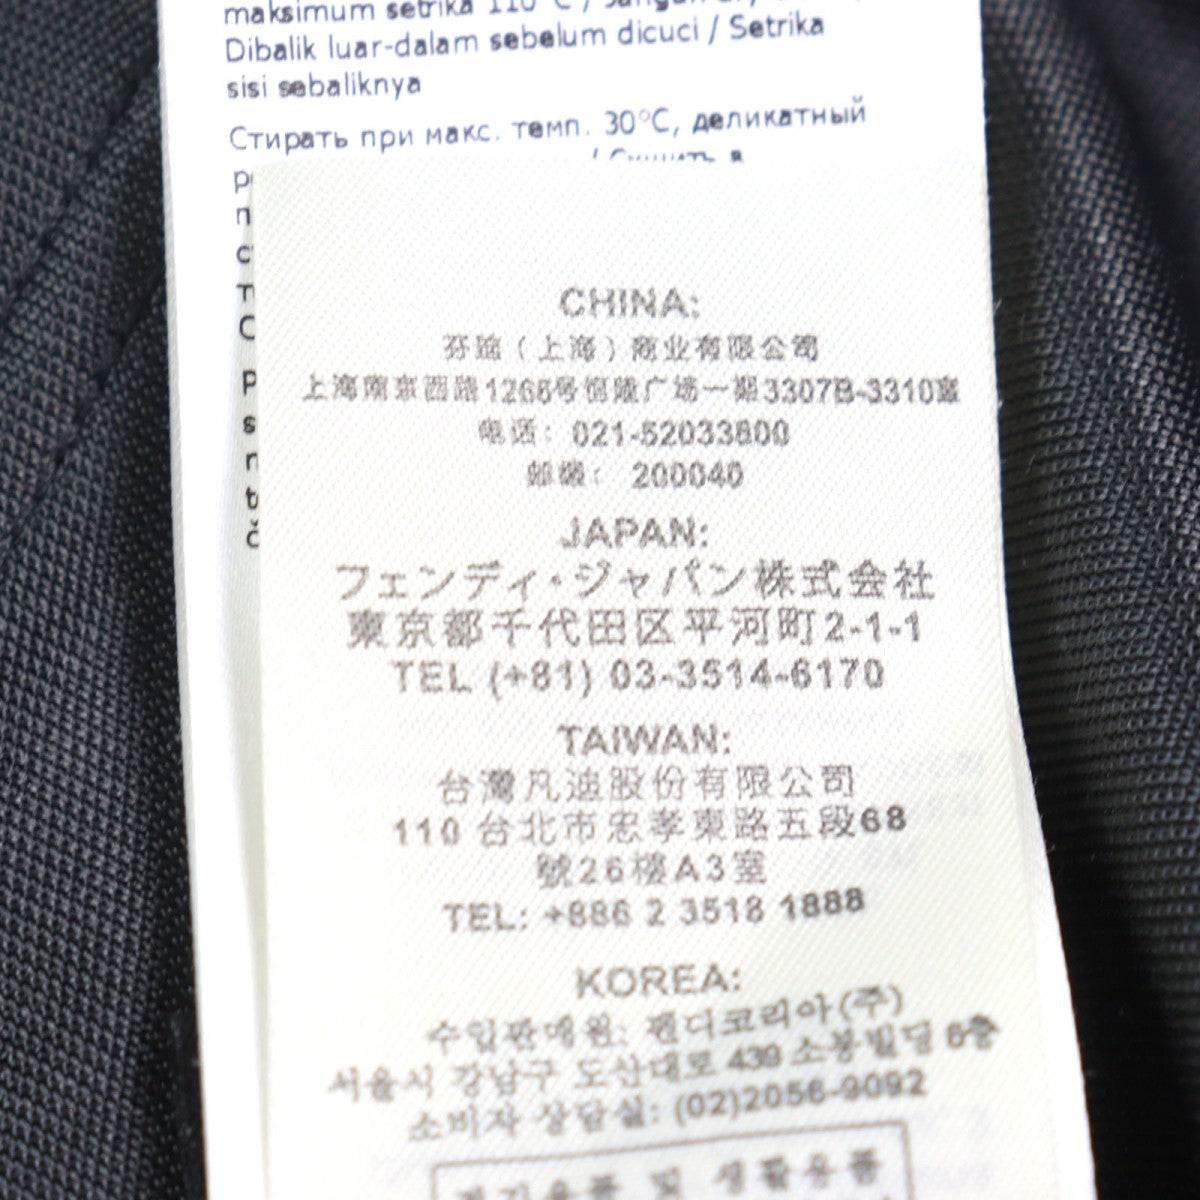 maksimum setrika 110°C / Jangan
Dibalik luar-dalam sebelum dicuci / Setrika
sisi sebaliknya
Стирать при макс. темп. 30°C, деликатный
/ Сушить в
CHINA:
芬迪（上海）商业有限公司
上海南京西路1266号恒隆广场一期3307B-3310室
电话: 021-52033800
邮编: 200040
JAPAN:
フェンディ・ジャパン株式会社
東京都千代田区平河町2-1-1
TEL (+81) 03-3514-6170
TAIWAN:
台灣凡迪股份有限公司
110 台北市忠孝東路五段68
號26樓A3室
TEL: +886 2 3518 1888
KOREA:
수입판매원: 펜디코리아(주)
서울시 강남구 도산대로 439 소봉빌딩 6층
소비자 상담실: (02)2056-9092
및 생활용품